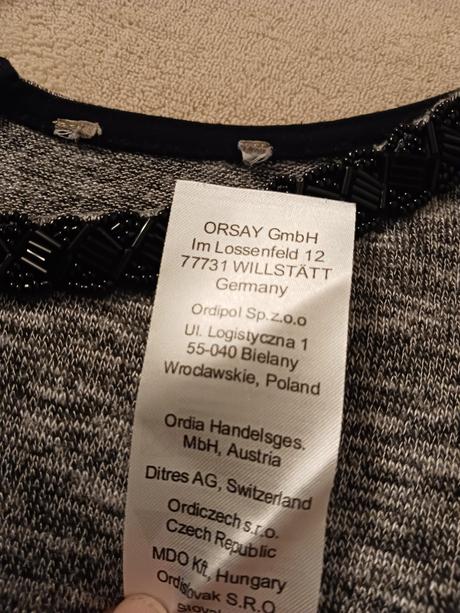 ORSAY GmbH
Im Lossenfeld 12
77731 WILLSTÄTT
Germany
Ordipol Sp.z.o.o
Ul. Logistyczna 1
55-040 Bielany
Wroclawskie, Poland
Ordia Handelsges.
MbH, Austria
Ditres AG, Switzerland
Ordiczech s.r.o.
Czech Republic
MDO Kft, Hungary
S.R.O